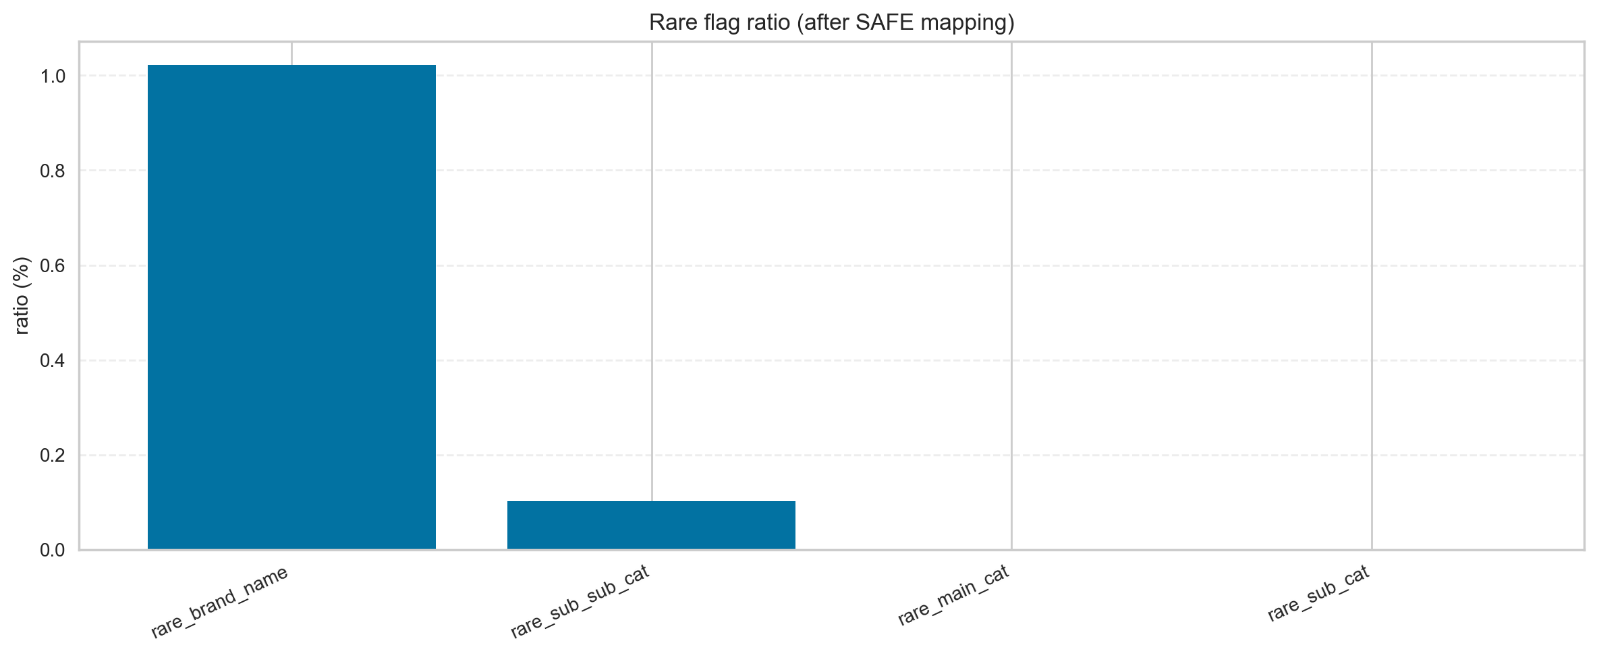 Rare flag ratio (after SAFE mapping)
ratio (%)
1.0
0.8
0.6
0.4
0.2
0.0
rare_brand_name
rare_sub_sub_cat
rare_main_cat
rare_sub_cat